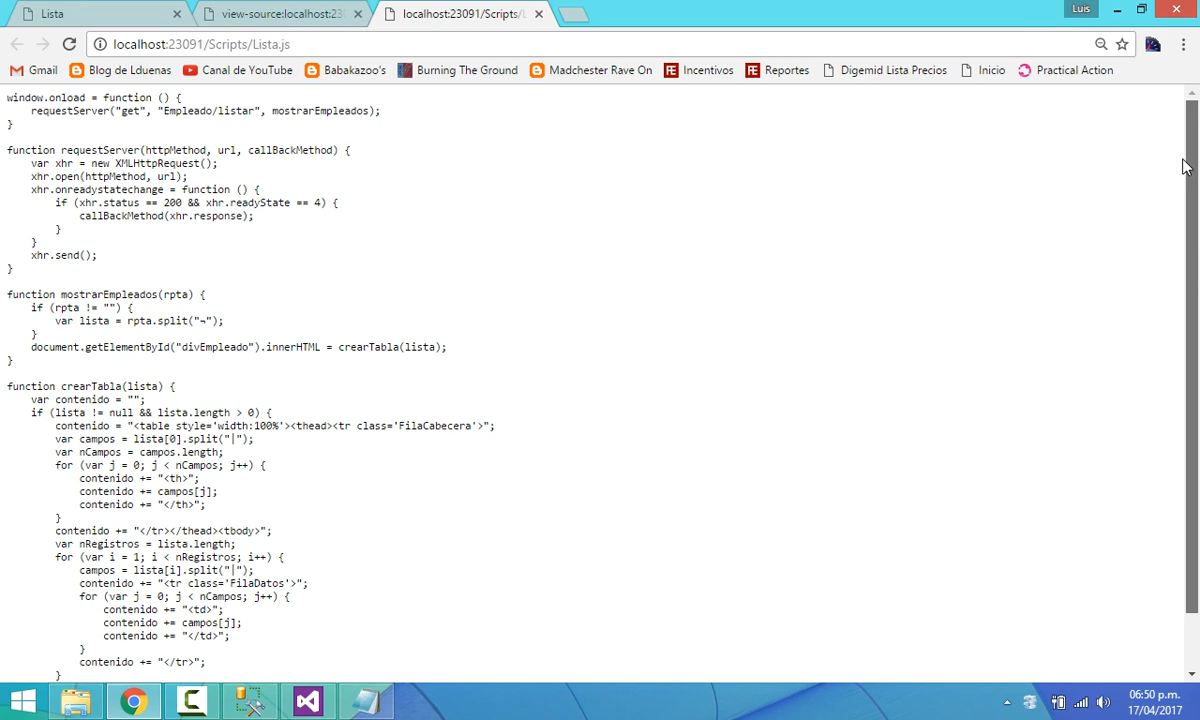 Lista
view-source:localhost:23
localhost:23091/Scripts/L
Luis
localhost:23091/Scripts/Lista.js
Gmail
Blog de Lduenas
Canal de YouTube
Babakazoo's
Burning The Ground
Madchester Rave On
Incentivos
Reportes
Digemid Lista Precios
Inicio
Practical Action
window.onload = function () {
requestServer("get", "Empleado/listar", mostrarEmpleados);
}
function requestServer(httpMethod, url, callBackMethod) {
var xhr = new XMLHttpRequest();
xhr.open(httpMethod, url);
xhr.onreadystatechange = function () {
if (xhr.status == 200 && xhr.readyState == 4) {
callBackMethod(xhr.response);
}
}
xhr.send();
}
function mostrarEmpleados(rpta) {
if (rpta != "") {
var lista = rpta.split("¬");
}
document.getElementById("divEmpleado").innerHTML = crearTabla(lista);
}
function crearTabla(lista) {
var contenido = "";
if (lista != null && lista.length > 0) {
contenido = "<table style='width:100%'><thead><tr class='FilaCabecera'>";
var campos = lista[0].split("|");
var nCampos = campos.length;
for (var j = 0; j < nCampos; j++) {
contenido += "<th>";
contenido += campos[j];
contenido += "</th>";
}
contenido += "</tr></thead><tbody>";
var nRegistros = lista.length;
for (var i = 1; i < nRegistros; i++) {
campos = lista[i].split("|");
contenido += "<tr class='FilaDatos'>";
for (var j = 0; j < nCampos; j++) {
contenido += "<td>";
contenido += campos[j];
contenido += "</td>";
}
contenido += "</tr>";
}
06:50 p.m.
17/04/2017